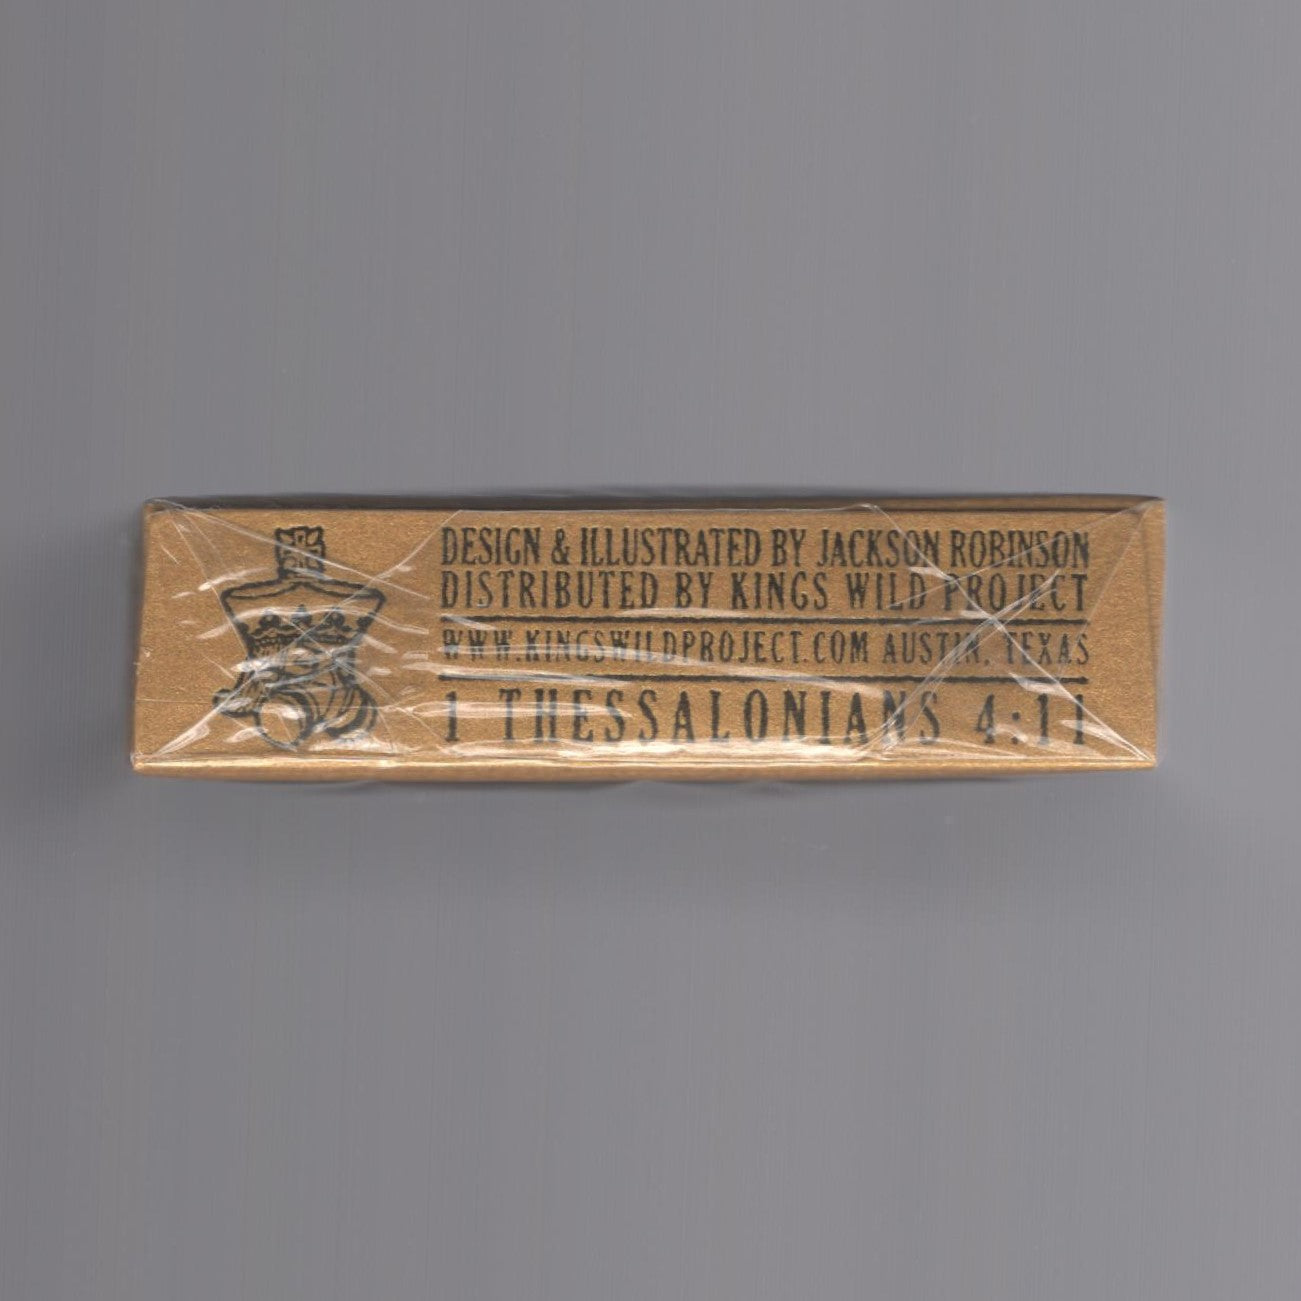 DESIGN & ILLUSTRATED BY JACKSON ROBINSON
DISTRIBUTED BY KINGS WILD PROJECT
WWW.KINGSWILDPROJECT.COM AUSTIN, TEXAS
1 THESSALONIANS 4:11